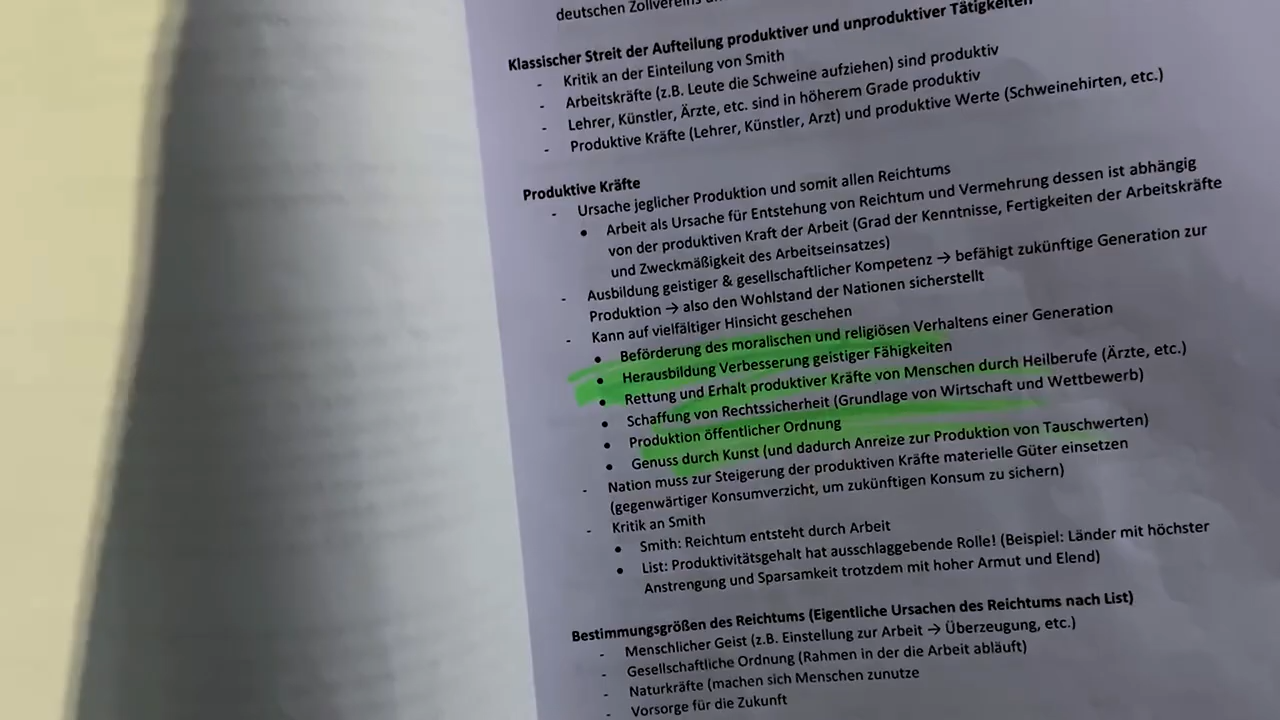 deutschen Zollvereins
Klassischer Streit der Aufteilung produktiver und unproduktiver Tätigkeiten
- Kritik an der Einteilung von Smith
- Arbeitskräfte (z.B. Leute die Schweine aufziehen) sind produktiv
- Lehrer, Künstler, Ärzte, etc. sind in höherem Grade produktiv
- Produktive Kräfte (Lehrer, Künstler, Arzt) und produktive Werte (Schweinehirten, etc.)
Produktive Kräfte
- Ursache jeglicher Produktion und somit allen Reichtums
• Arbeit als Ursache für Entstehung von Reichtum und Vermehrung dessen ist abhängig
von der produktiven Kraft der Arbeit (Grad der Kenntnisse, Fertigkeiten der Arbeitskräfte
und Zweckmäßigkeit des Arbeitseinsatzes)
- Ausbildung geistiger & gesellschaftlicher Kompetenz → befähigt zukünftige Generation zur
Produktion → also den Wohlstand der Nationen sicherstellt
- Kann auf vielfältiger Hinsicht geschehen
• Beförderung des moralischen und religiösen Verhaltens einer Generation
• Herausbildung Verbesserung geistiger Fähigkeiten
• Rettung und Erhalt produktiver Kräfte von Menschen durch Heilberufe (Ärzte, etc.)
• Schaffung von Rechtssicherheit (Grundlage von Wirtschaft und Wettbewerb)
• Produktion öffentlicher Ordnung
• Genuss durch Kunst (und dadurch Anreize zur Produktion von Tauschwerten)
- Nation muss zur Steigerung der produktiven Kräfte materielle Güter einsetzen
(gegenwärtiger Konsumverzicht, um zukünftigen Konsum zu sichern)
- Kritik an Smith
• Smith: Reichtum entsteht durch Arbeit
• List: Produktivitätsgehalt hat ausschlaggebende Rolle! (Beispiel: Länder mit höchster
Anstrengung und Sparsamkeit trotzdem mit hoher Armut und Elend)
Bestimmungsgrößen des Reichtums (Eigentliche Ursachen des Reichtums nach List)
- Menschlicher Geist (z.B. Einstellung zur Arbeit → Überzeugung, etc.)
- Gesellschaftliche Ordnung (Rahmen in der die Arbeit abläuft)
- Naturkräfte (machen sich Menschen zunutze
- Vorsorge für die Zukunft